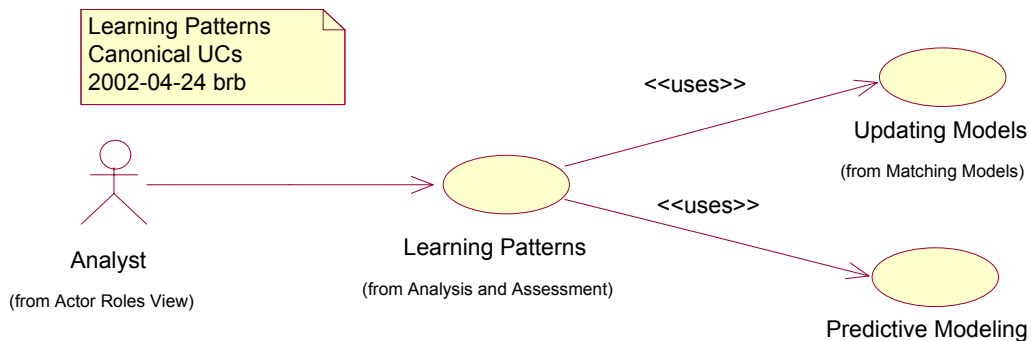 Learning Patterns
Canonical UCs
2002-04-24 brb
<<uses>>
Updating Models
(from Matching Models)
<<uses>>
Analyst
(from Actor Roles View)
Learning Patterns
(from Analysis and Assessment)
Predictive Modeling